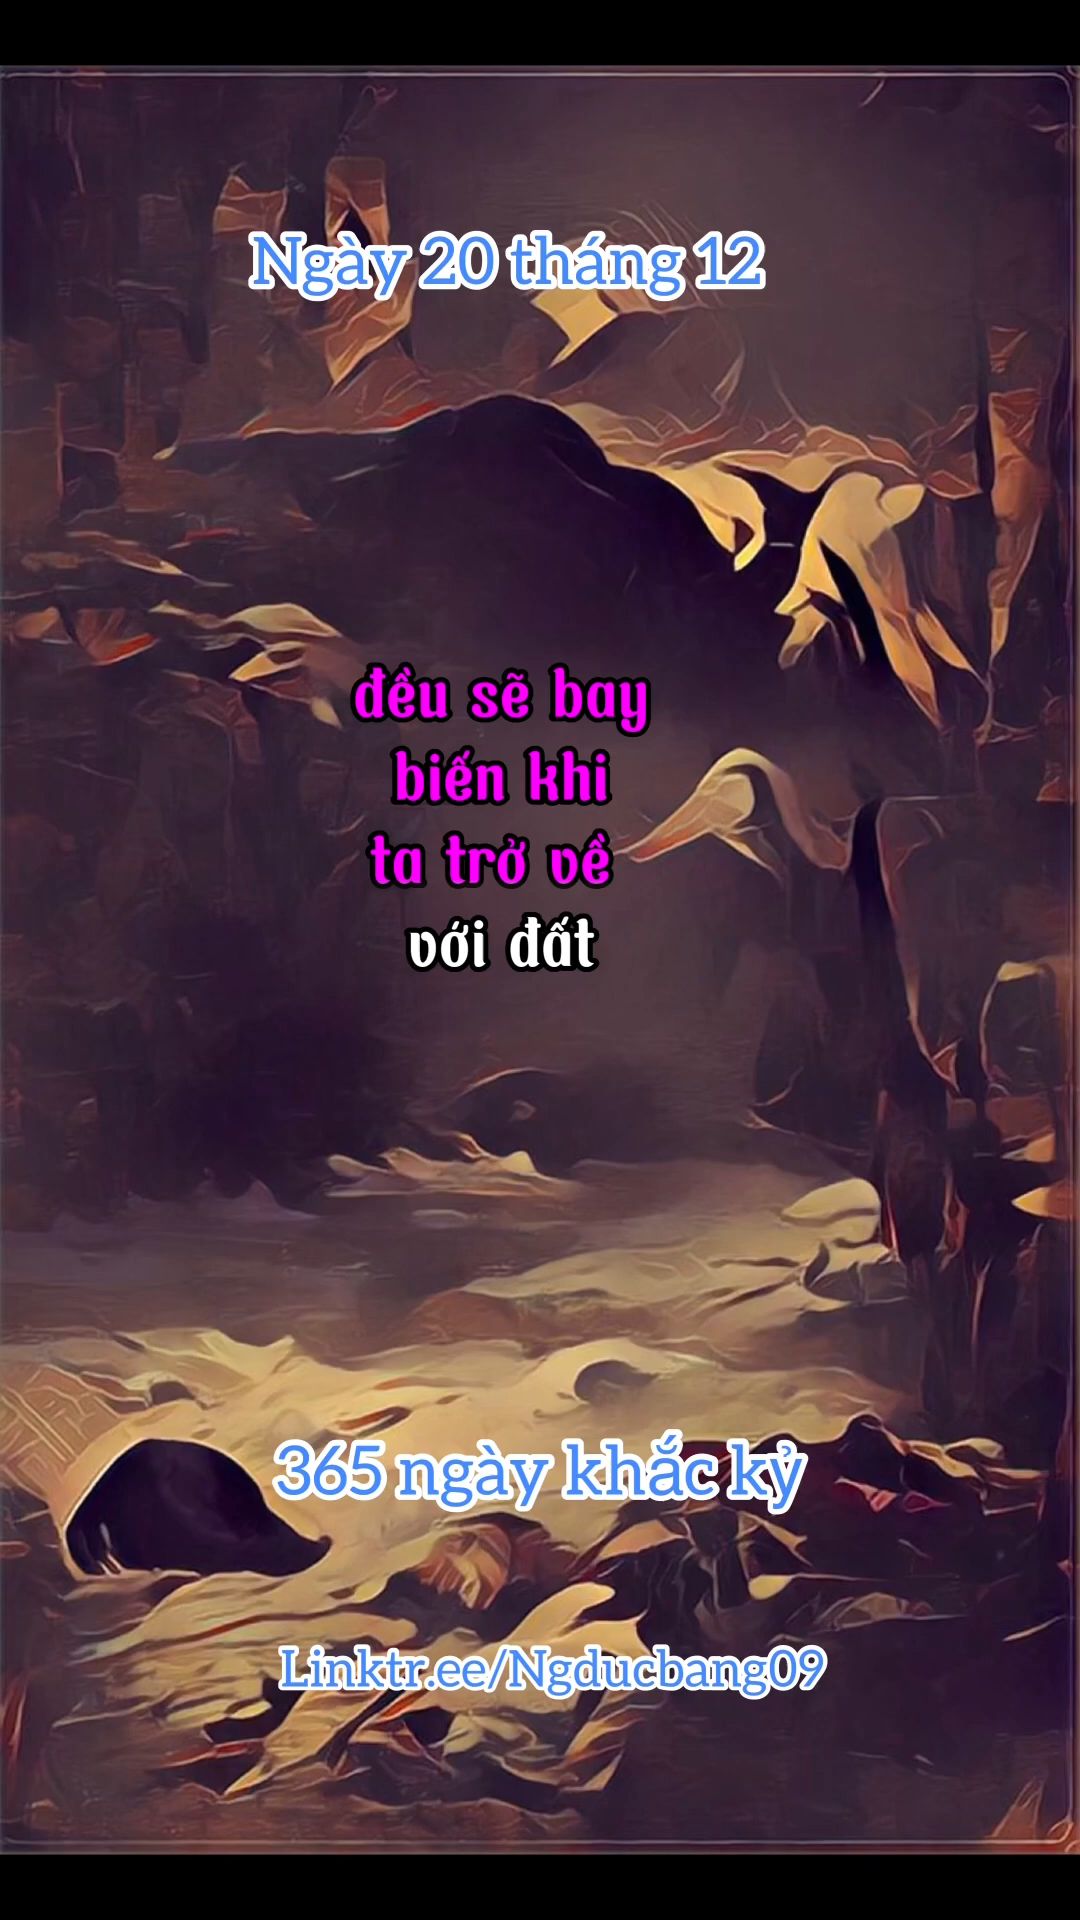 Ngày 20 tháng 12
đều sẽ bay
biến khi
ta trở về
với đất
365 ngày khắc kỷ
Linktr.ee/Ngducbang09